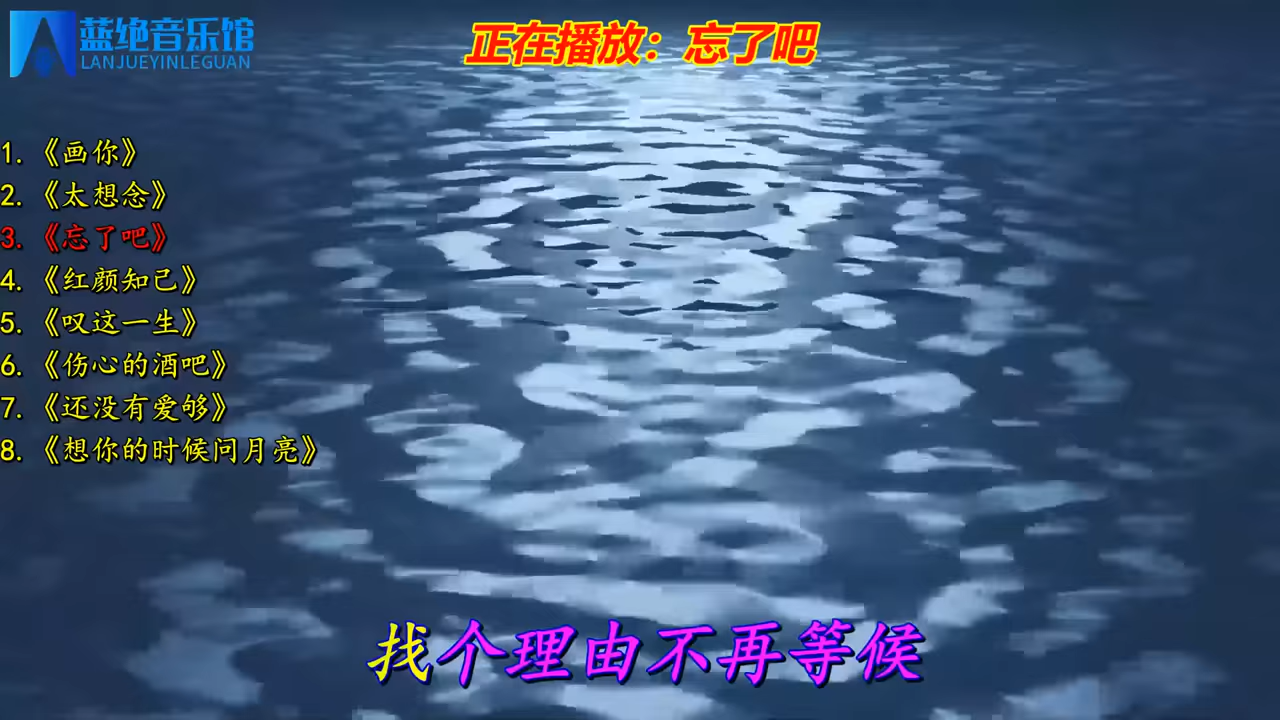 蓝绝音乐馆
LANJUEYINLEGUAN
正在播放：忘了吧
1.《画你》
2.《太想念》
3.《忘了吧》
4.《红颜知己》
5.《叹这一生》
6.《伤心的酒吧》
7.《还没有爱够》
8.《想你的时候问月亮》
找个理由不再等候